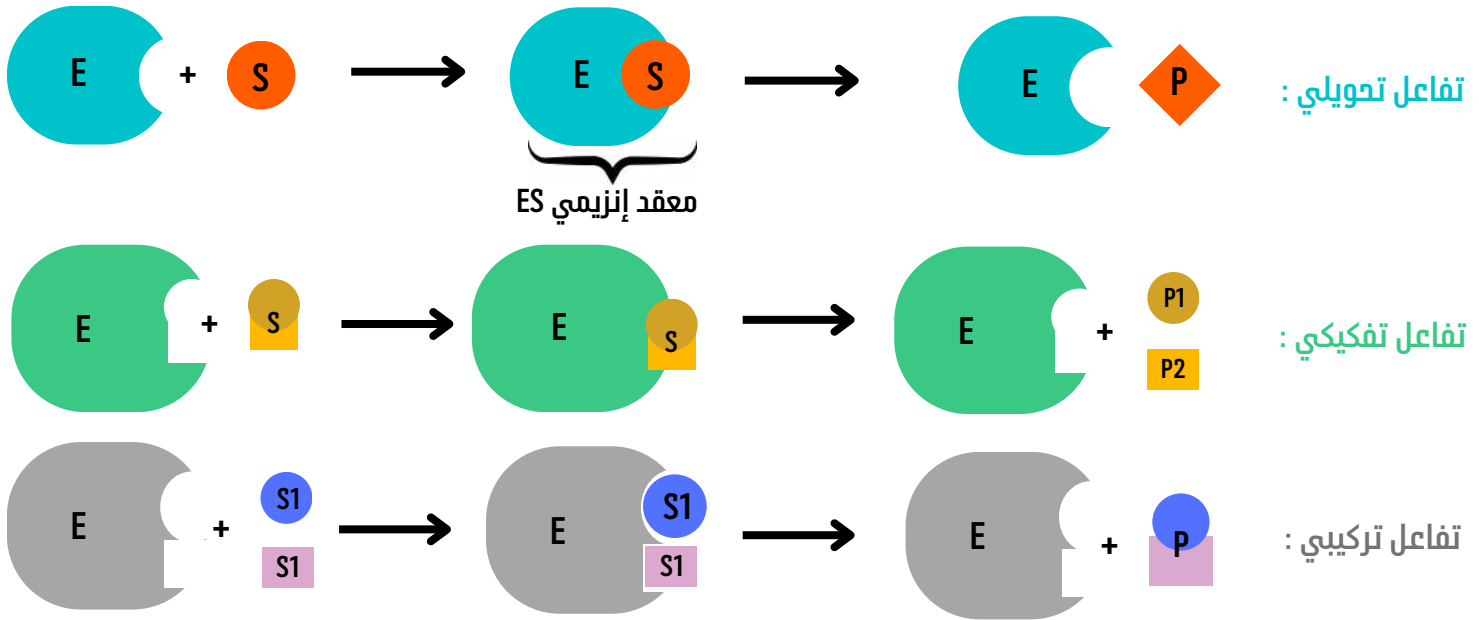 E + S E S E P تفاعل تحويلي :
معقد إنزيمي ES
E + S E S E + P1 P2 تفاعل تفكيكي :
E + S1 S1 E S1 S1 E + P تفاعل تركيبي :